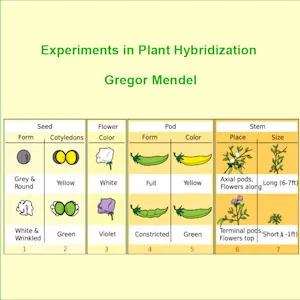 Experiments in Plant Hybridization
Gregor Mendel
Seed Flower Pod Stem
Form Cotyledons Color Form Color Place Size
Grey & Round Yellow White Full Yellow Axial pods, Flowers along Long (6-7ft)
White & Wrinkled Green Violet Constricted Green Terminal pods, Flowers top Short
1 2 3 4 5 6 7